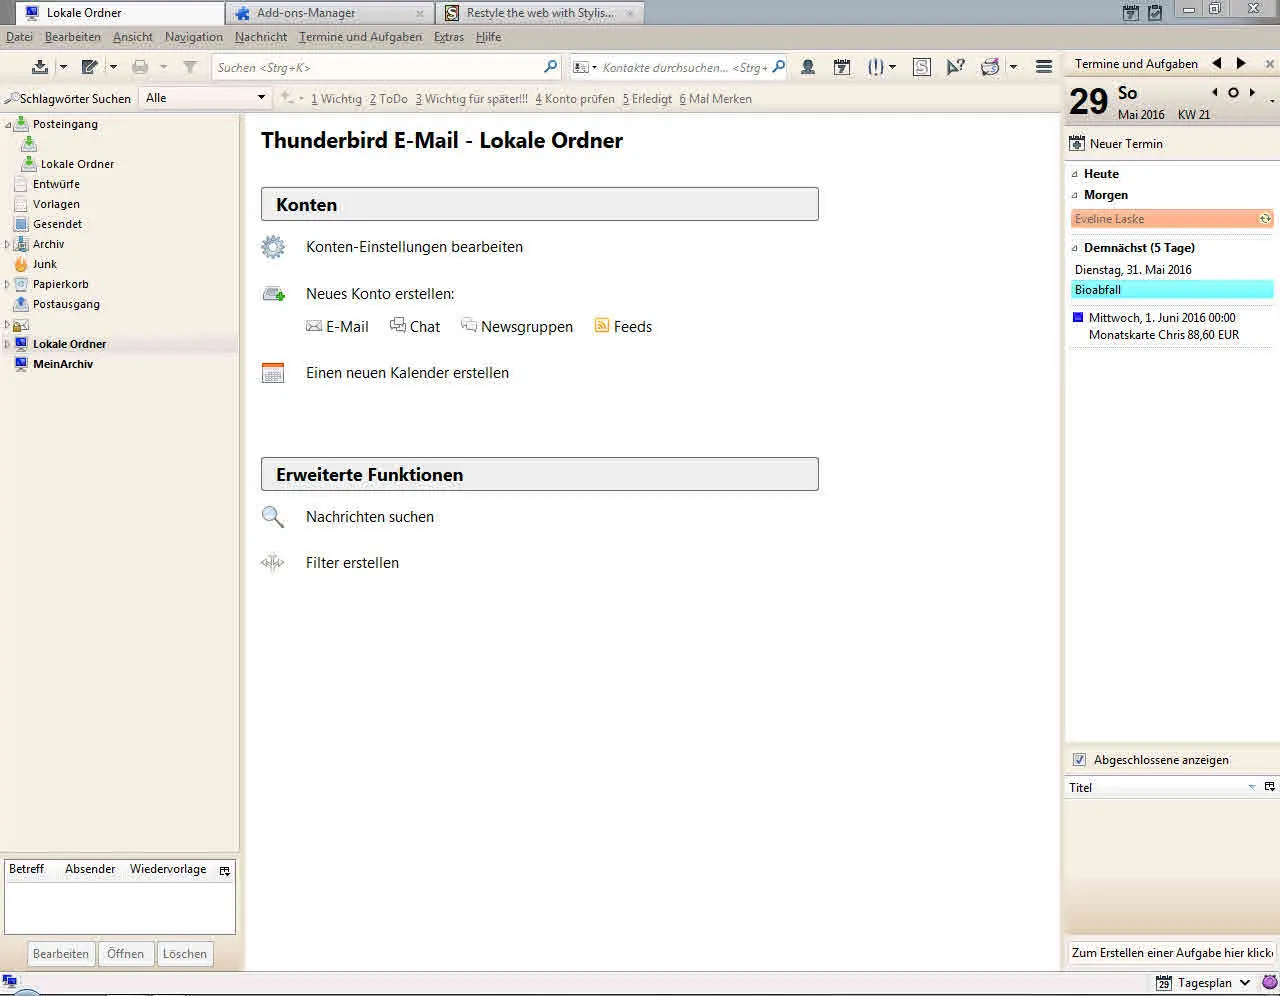 Lokale Ordner
Add-ons-Manager
Restyle the web with Stylis...
Datei Bearbeiten Ansicht Navigation Nachricht Termine und Aufgaben Extras Hilfe
Suchen <Strg+K>
Kontakte durchsuchen... <Strg+
Schlagwörter Suchen
Alle
1 Wichtig 2 ToDo 3 Wichtig für später!!! 4 Konto prüfen 5 Erledigt 6 Mal Merken
Posteingang
Lokale Ordner
Entwürfe
Vorlagen
Gesendet
Archiv
Junk
Papierkorb
Postausgang
Lokale Ordner
MeinArchiv
Betreff Absender Wiedervorlage
Bearbeiten Öffnen Löschen
Thunderbird E-Mail - Lokale Ordner
Konten
Konten-Einstellungen bearbeiten
Neues Konto erstellen:
E-Mail Chat Newsgruppen Feeds
Einen neuen Kalender erstellen
Erweiterte Funktionen
Nachrichten suchen
Filter erstellen
Termine und Aufgaben
29 So
Mai 2016 KW 21
Neuer Termin
Heute
Morgen
Eveline Laske
Demnächst (5 Tage)
Dienstag, 31. Mai 2016
Bioabfall
Mittwoch, 1. Juni 2016 00:00
Monatskarte Chris 88,60 EUR
Abgeschlossene anzeigen
Titel
Zum Erstellen einer Aufgabe hier klicke
29 Tagesplan